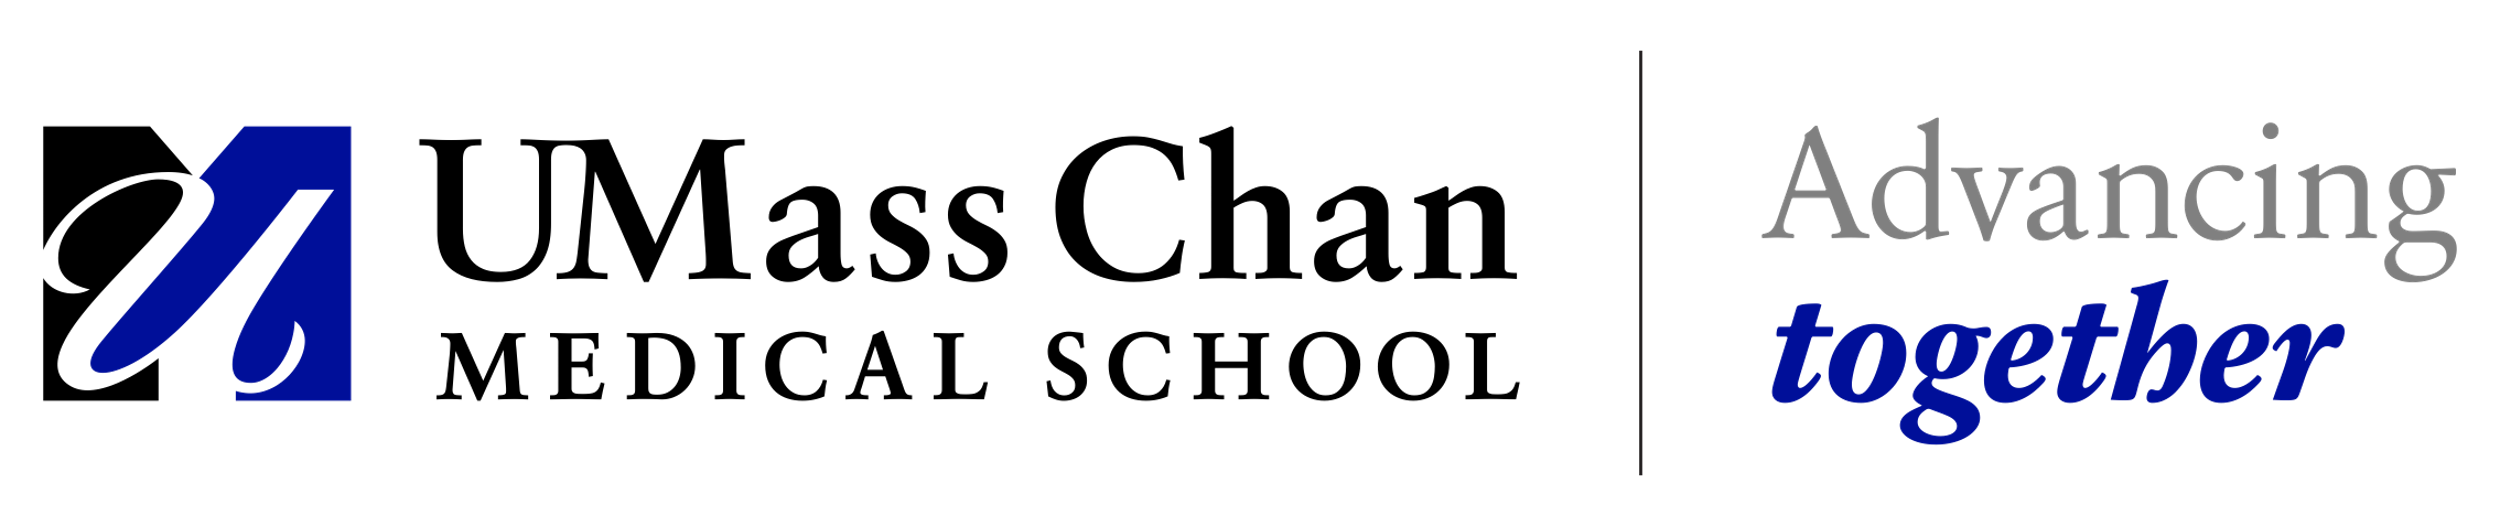 UMass Chan
MEDICAL SCHOOL
Advancing
together